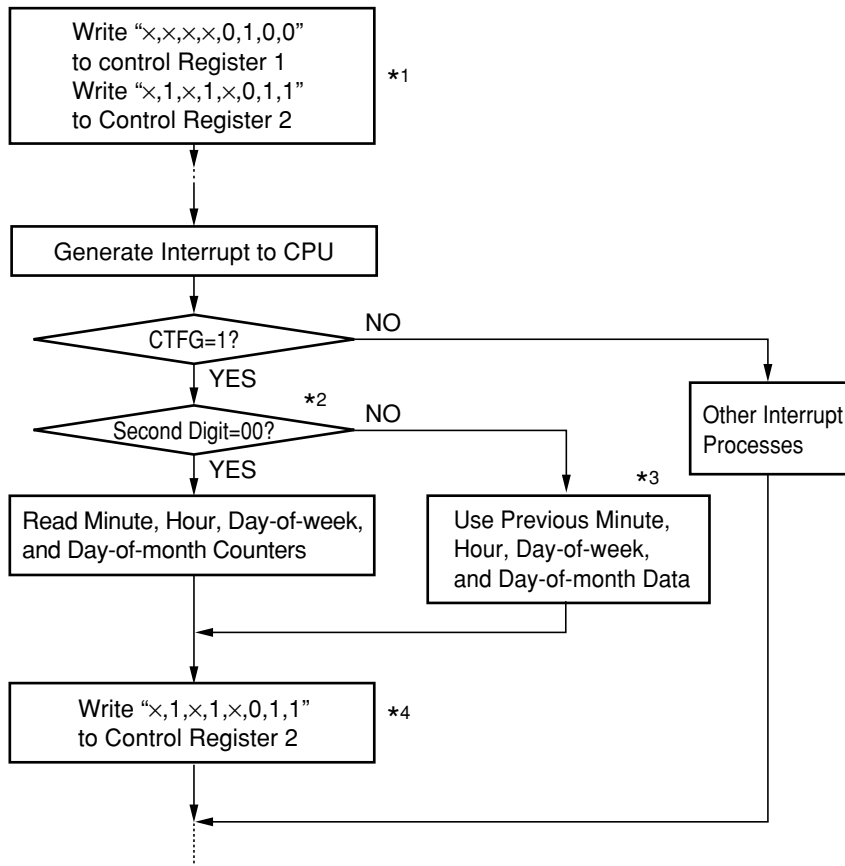 Write “×,×,×,×,0,1,0,0”
to control Register 1
Write “×,1,×,1,×,0,1,1”
to Control Register 2
*1
Generate Interrupt to CPU
CTFG=1?
NO
YES
*2
Second Digit=00?
NO
YES
Other Interrupt
Processes
*3
Read Minute, Hour, Day-of-week,
and Day-of-month Counters
Use Previous Minute,
Hour, Day-of-week,
and Day-of-month Data
Write “×,1,×,1,×,0,1,1”
to Control Register 2
*4